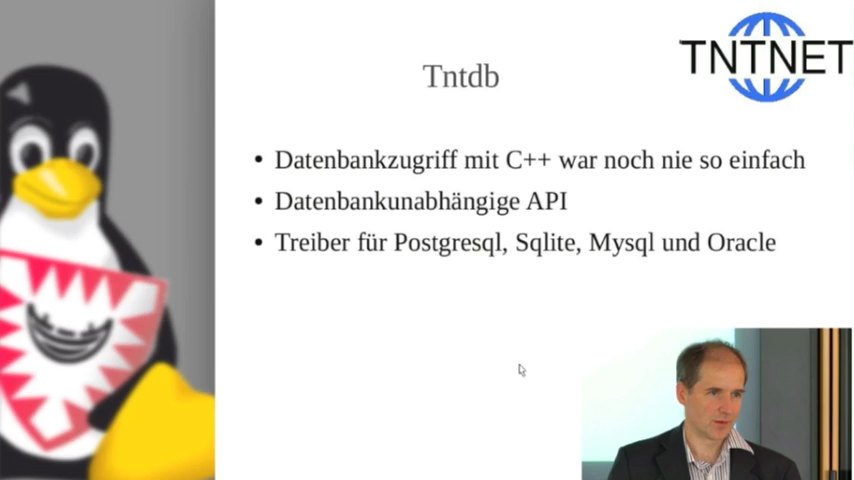 TNTNET
Tntdb
• Datenbankzugriff mit C++ war noch nie so einfach
• Datenbankunabhängige API
• Treiber für Postgresql, Sqlite, Mysql und Oracle